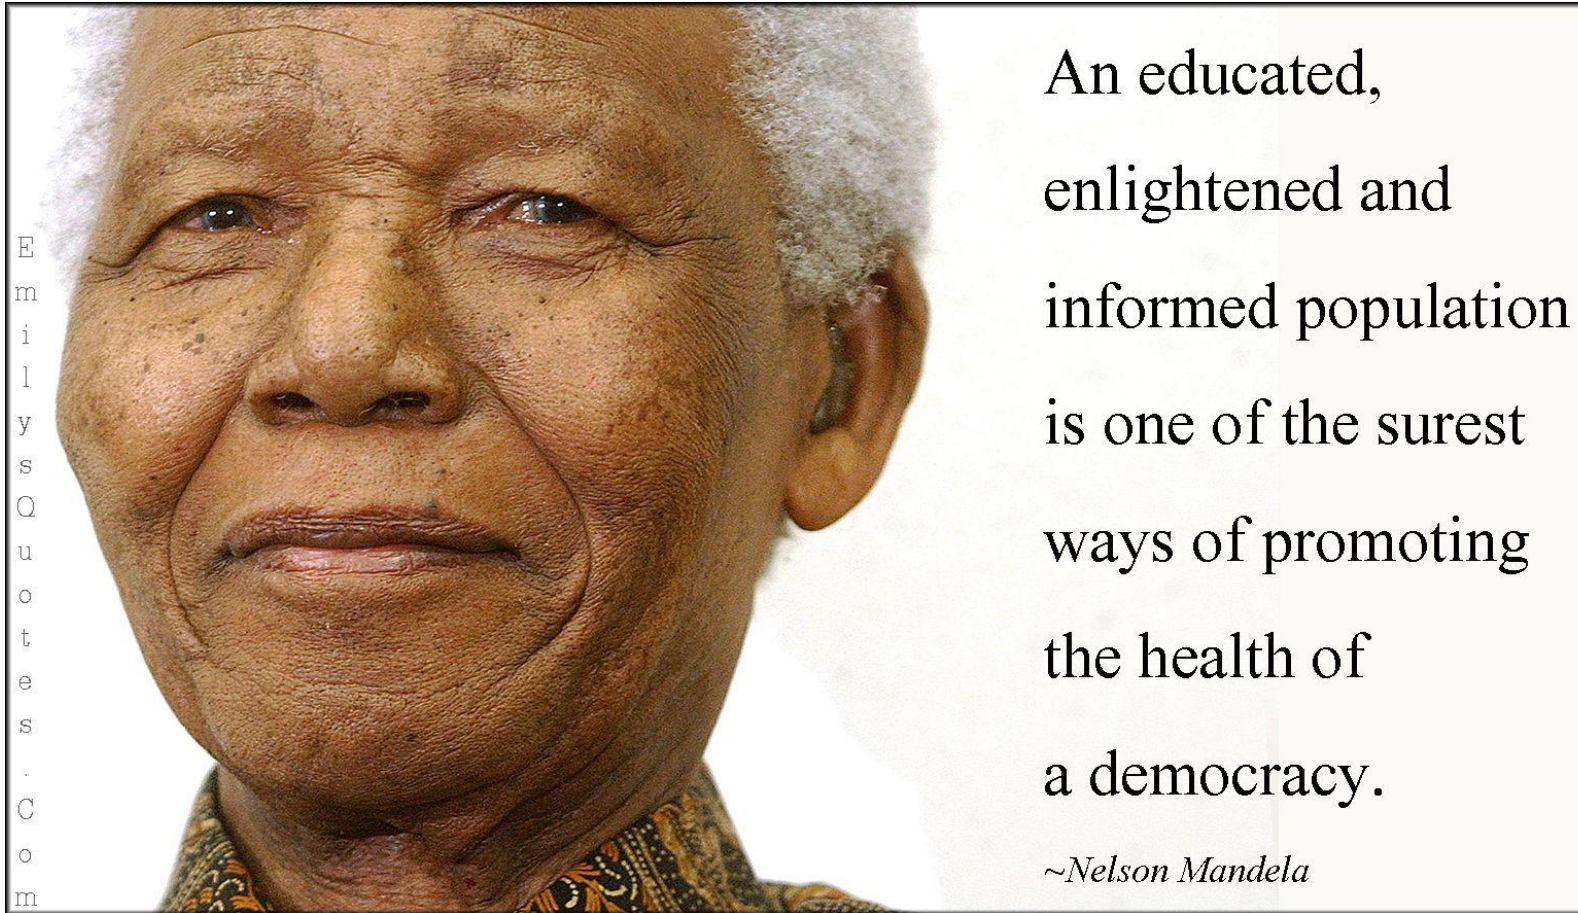 An educated,
enlightened and
informed population
is one of the surest
ways of promoting
the health of
a democracy.
~Nelson Mandela
EmilysQuotes.Com